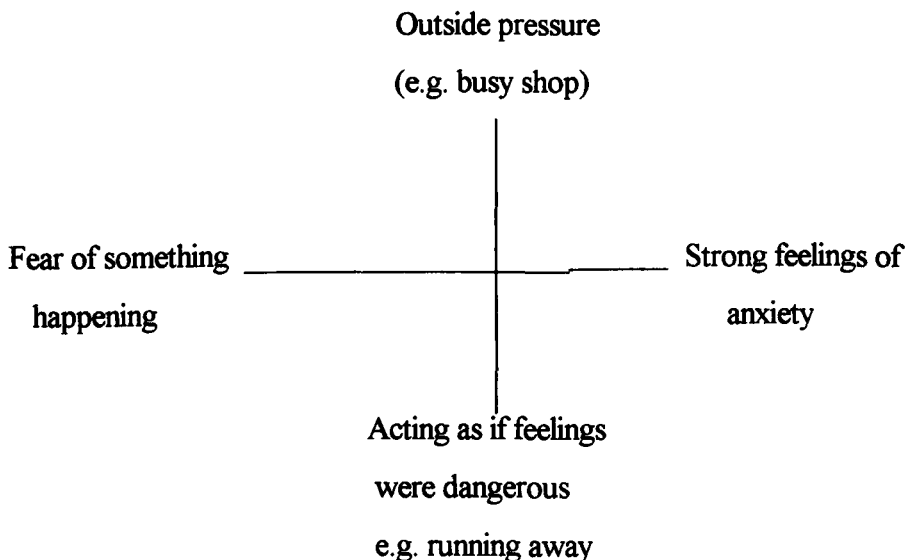 Outside pressure
(e.g. busy shop)
Fear of something
happening
Strong feelings of
anxiety
Acting as if feelings
were dangerous
e.g. running away